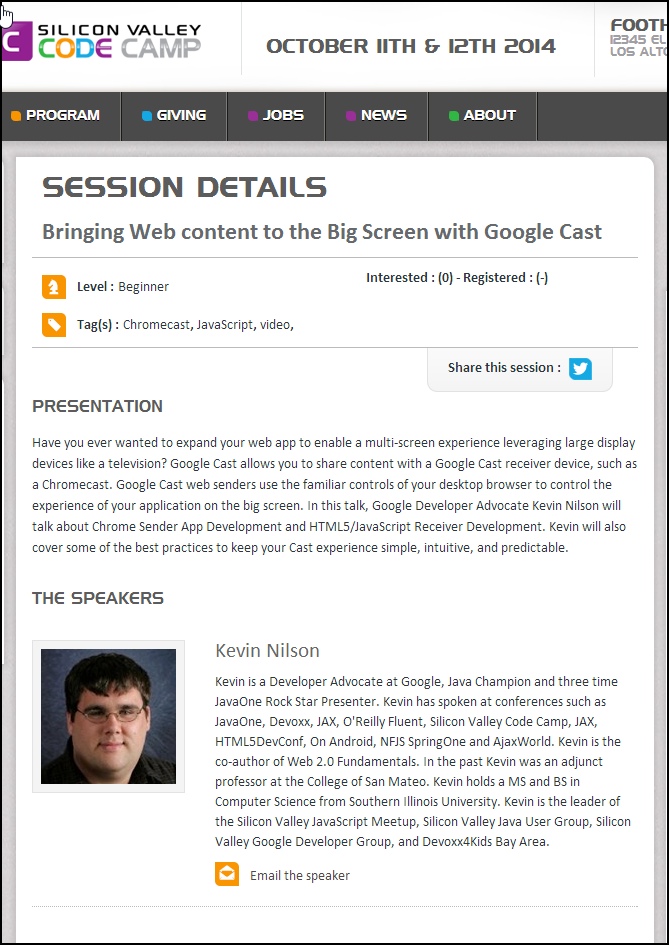 SILICON VALLEY
CODE CAMP
C
OCTOBER 11TH & 12TH 2014
FOOTH
12345 EL
LOS ALTO
PROGRAM
GIVING
JOBS
NEWS
ABOUT
SESSION DETAILS
Bringing Web content to the Big Screen with Google Cast
Level : Beginner
Interested : (0) - Registered : (-)
Tag(s) : Chromecast, JavaScript, video,
Share this session :
PRESENTATION
Have you ever wanted to expand your web app to enable a multi-screen experience leveraging large display
devices like a television? Google Cast allows you to share content with a Google Cast receiver device, such as
a Chromecast. Google Cast web senders use the familiar controls of your desktop browser to control the
experience of your application on the big screen. In this talk, Google Developer Advocate Kevin Nilson will
talk about Chrome Sender App Development and HTML5/JavaScript Receiver Development. Kevin will also
cover some of the best practices to keep your Cast experience simple, intuitive, and predictable.
THE SPEAKERS
Kevin Nilson
Kevin is a Developer Advocate at Google, Java Champion and three time
JavaOne Rock Star Presenter. Kevin has spoken at conferences such as
JavaOne, Devoxx, JAX, O'Reilly Fluent, Silicon Valley Code Camp, JAX,
HTML5DevConf, On Android, NFJS SpringOne and AjaxWorld. Kevin is the
co-author of Web 2.0 Fundamentals. In the past Kevin was an adjunct
professor at the College of San Mateo. Kevin holds a MS and BS in
Computer Science from Southern Illinois University. Kevin is the leader of
the Silicon Valley JavaScript Meetup, Silicon Valley Java User Group, Silicon
Valley Google Developer Group, and Devoxx4Kids Bay Area.
Email the speaker